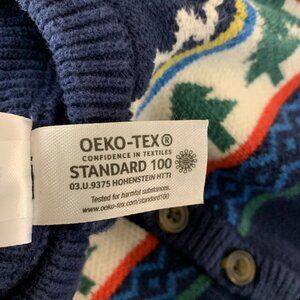 OEKO-TEX®
CONFIDENCE IN TEXTILES
STANDARD 100
03.U.9375 HOHENSTEIN HTTI
Tested for harmful substances.
www.oeko-tex.com/standard100